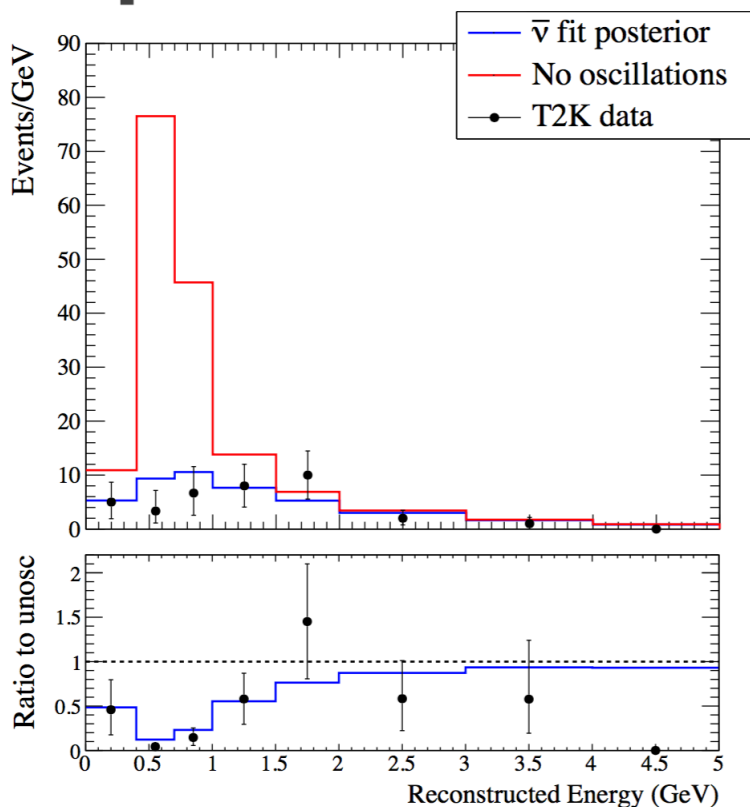 ν̄ fit posterior
No oscillations
T2K data
Events/GeV
90
80
70
60
50
40
30
20
10
0
Ratio to unosc
2
1.5
1
0.5
0
0 0.5 1 1.5 2 2.5 3 3.5 4 4.5 5
Reconstructed Energy (GeV)